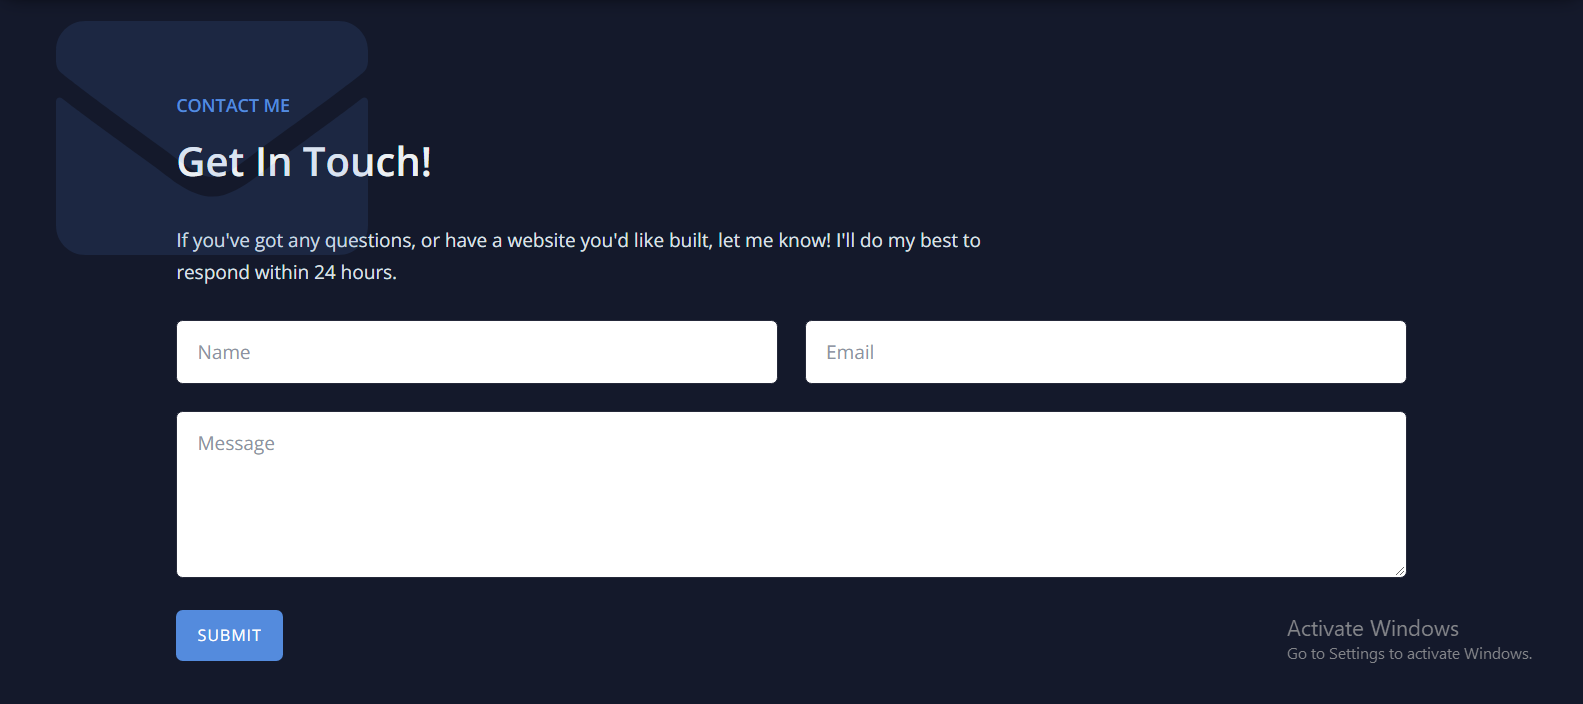 CONTACT ME
Get In Touch!
If you've got any questions, or have a website you'd like built, let me know! I'll do my best to
respond within 24 hours.
Name
Email
Message
SUBMIT
Activate Windows
Go to Settings to activate Windows.